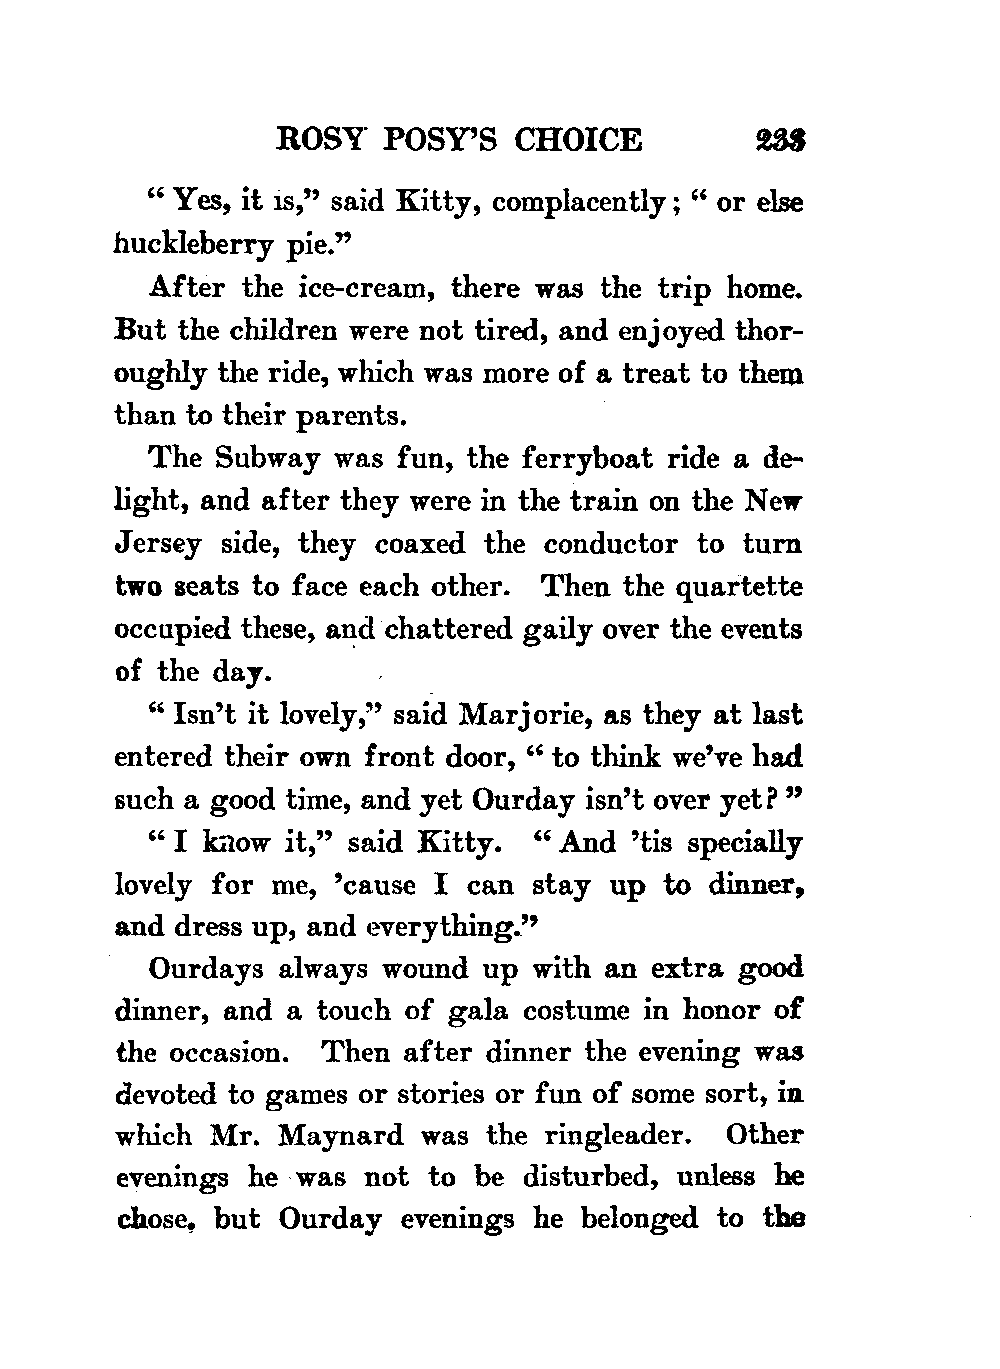 ROSY POSY'S CHOICE 233
“ Yes, it is,” said Kitty, complacently; “ or else
huckleberry pie.”
After the ice-cream, there was the trip home.
But the children were not tired, and enjoyed thor-
oughly the ride, which was more of a treat to them
than to their parents.
The Subway was fun, the ferryboat ride a de-
light, and after they were in the train on the New
Jersey side, they coaxed the conductor to turn
two seats to face each other. Then the quartette
occupied these, and chattered gaily over the events
of the day.
“ Isn’t it lovely,” said Marjorie, as they at last
entered their own front door, “ to think we’ve had
such a good time, and yet Ourday isn’t over yet? ”
“ I know it,” said Kitty. “ And ’tis specially
lovely for me, ’cause I can stay up to dinner,
and dress up, and everything.”
Ourdays always wound up with an extra good
dinner, and a touch of gala costume in honor of
the occasion. Then after dinner the evening was
devoted to games or stories or fun of some sort, in
which Mr. Maynard was the ringleader. Other
evenings he was not to be disturbed, unless he
chose, but Ourday evenings he belonged to the